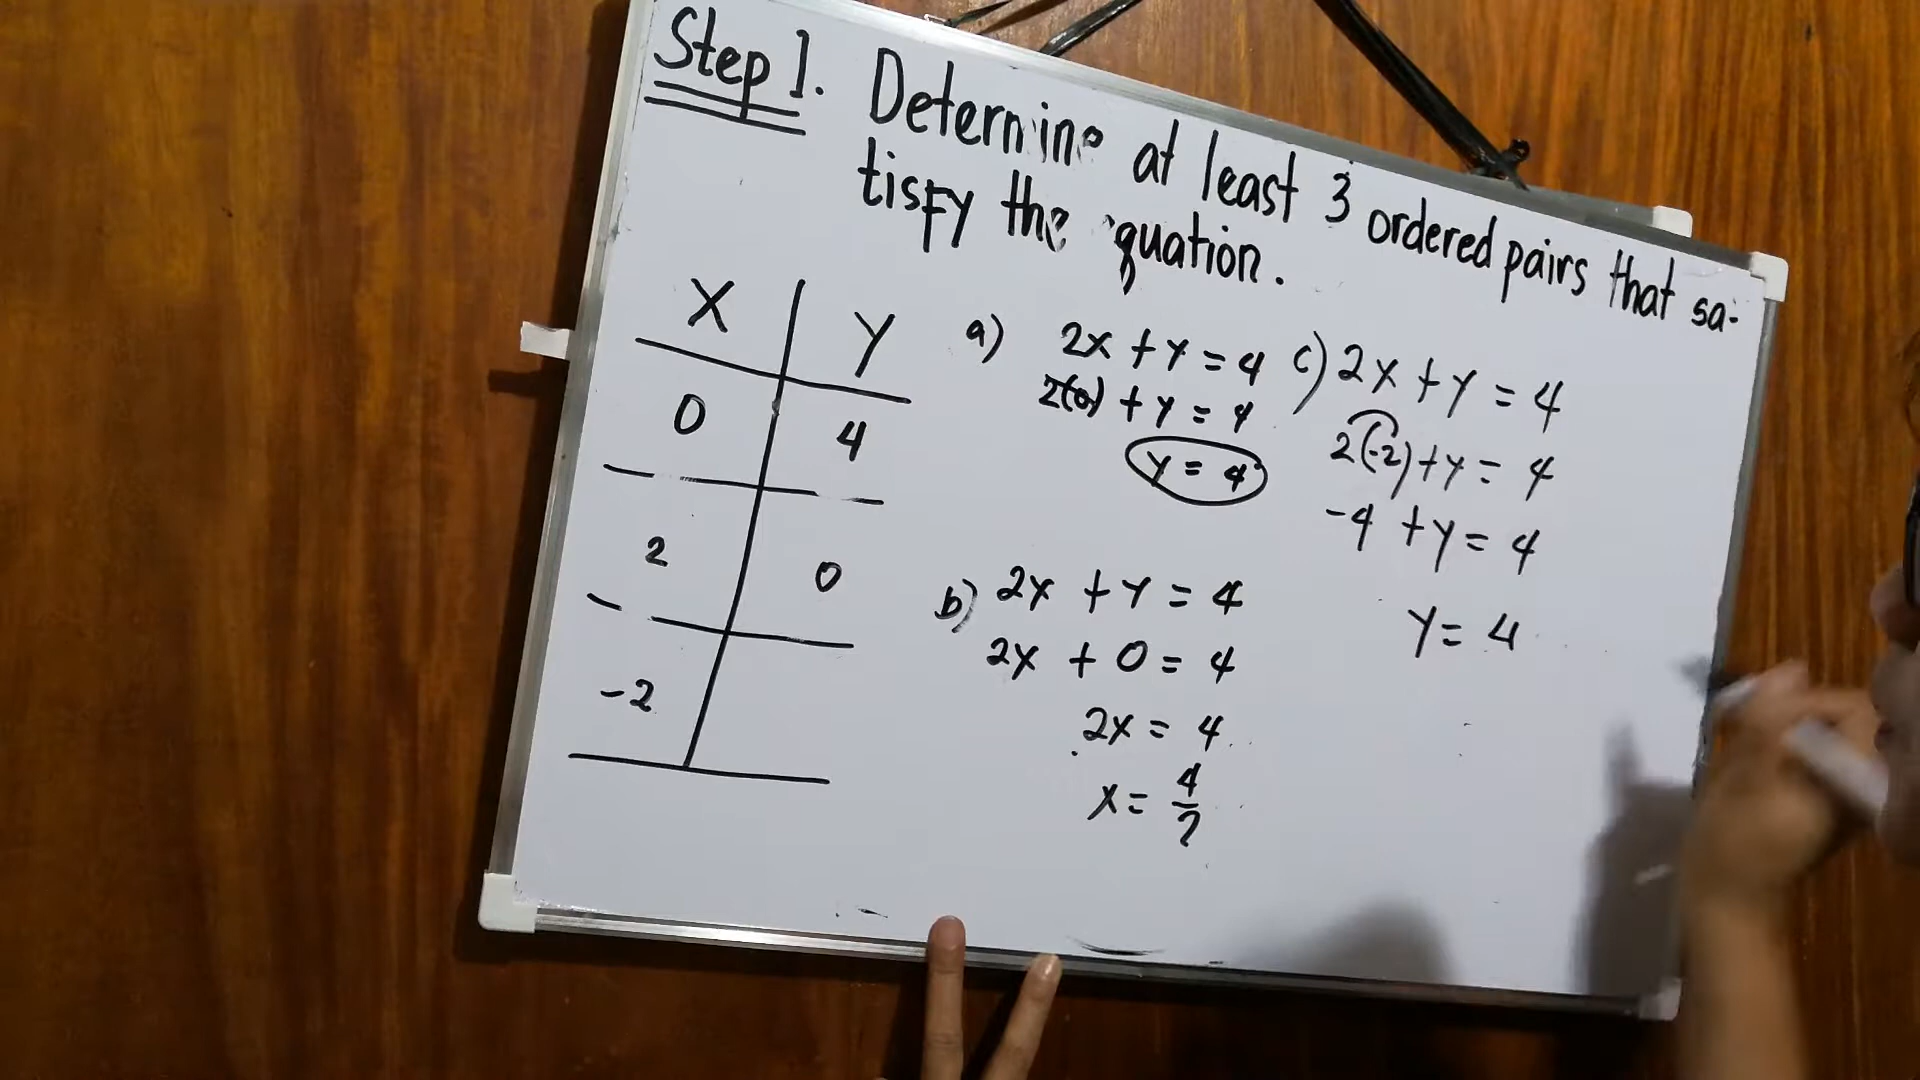 Step 1. Determine at least 3 ordered pairs that sa-
tisfy the equation.
X Y
0 4
2 0
-2
a) 2x + y = 4
2(0) + y = 4
y = 4
b) 2x + y = 4
2x + 0 = 4
2x = 4
x = 4/2
c) 2x + y = 4
2(-2) + y = 4
-4 + y = 4
y = 4